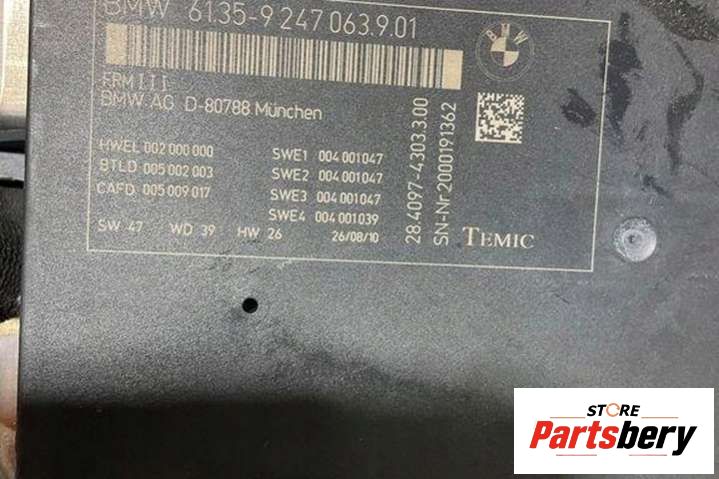 BMW 61.35-9 247 063.9.01
FRM III
BMW AG D-80788 München
HWEL 002 000 000
BTLD 005 002 003
CAFD 005 009 017
SWE1 004 001047
SWE2 004 001047
SWE3 004 001047
SWE4 004 001039
SW 47 WD 39 HW 26 26/08/10
28.4097-4303.3.00
SN-Nr2000191362
BMW
TEMIC
STORE
Partsbery